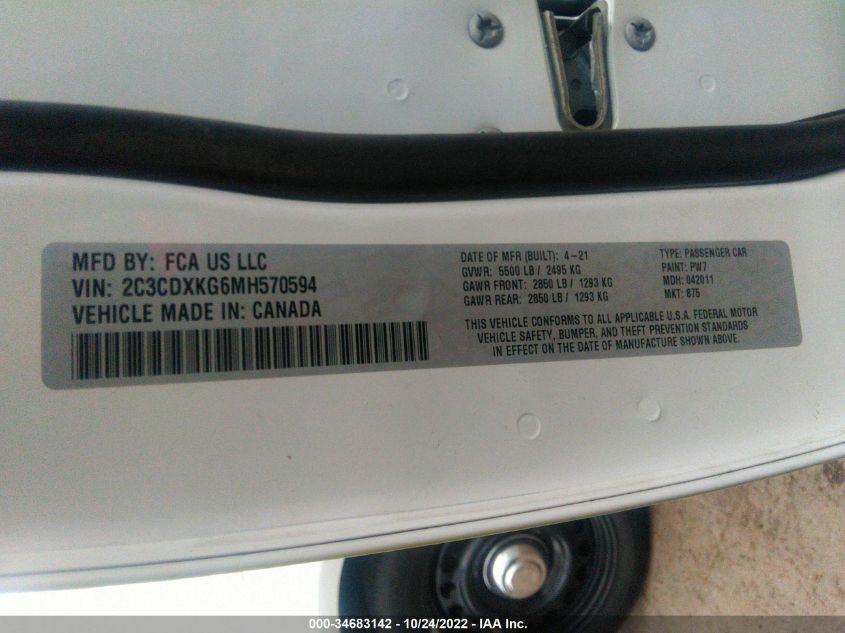 MFD BY: FCA US LLC
VIN: 2C3CDXKG6MH570594
VEHICLE MADE IN: CANADA
DATE OF MFR (BUILT): 4-21
GVWR: 5500 LB / 2495 KG
GAWR FRONT: 2850 LB / 1293 KG
GAWR REAR: 2850 LB / 1293 KG
TYPE: PASSENGER CAR
PAINT: PW7
MDH: 042011
MKT: 875
THIS VEHICLE CONFORMS TO ALL APPLICABLE U.S.A. FEDERAL MOTOR
VEHICLE SAFETY, BUMPER, AND THEFT PREVENTION STANDARDS
IN EFFECT ON THE DATE OF MANUFACTURE SHOWN ABOVE.
000-34683142 - 10/24/2022 - IAA Inc.